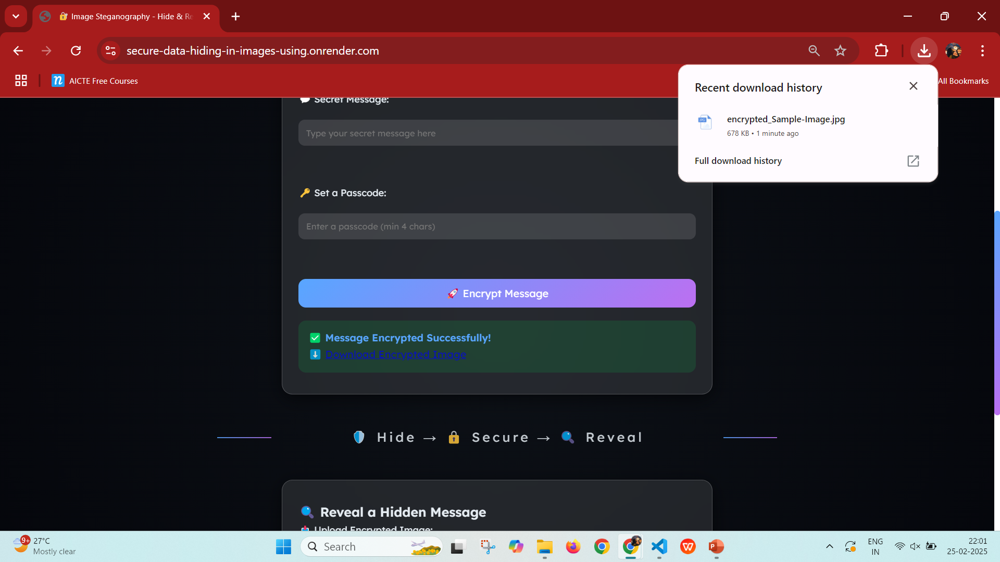 Image Steganography - Hide & Re
secure-data-hiding-in-images-using.onrender.com
AICTE Free Courses
All Bookmarks
Recent download history
encrypted_Sample-Image.jpg
678 KB • 1 minute ago
Full download history
Secret Message:
Type your secret message here
Set a Passcode:
Enter a passcode (min 4 chars)
Encrypt Message
Message Encrypted Successfully!
Download Encrypted Image
Hide → Secure → Reveal
Reveal a Hidden Message
Upload Encrypted Image:
9+
27°C
Mostly clear
Search
ENG
IN
22:01
25-02-2025